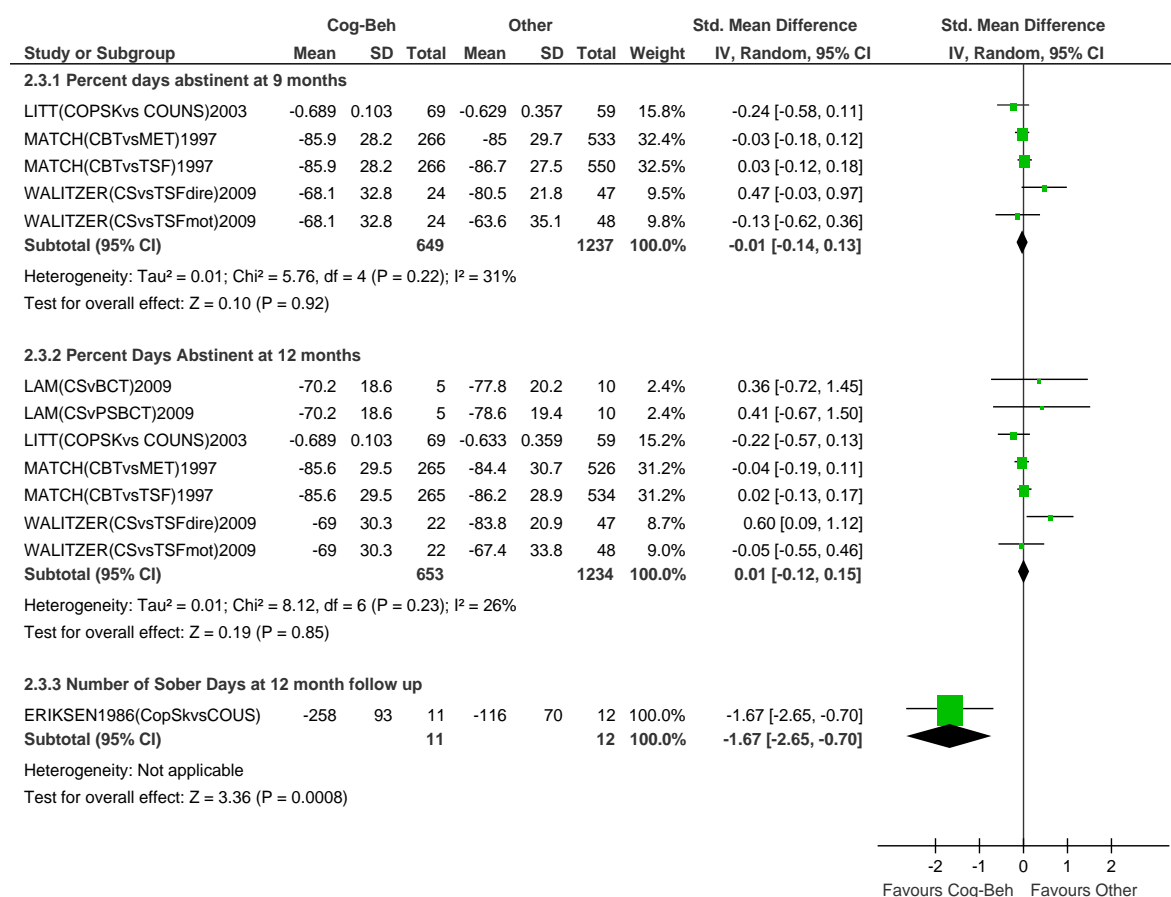 Cog-Beh Other Std. Mean Difference Std. Mean Difference
Study or Subgroup Mean SD Total Mean SD Total Weight IV, Random, 95% CI IV, Random, 95% CI
2.3.1 Percent days abstinent at 9 months
LITT(COPSKvs COUNS)2003 -0.689 0.103 69 -0.629 0.357 59 15.8% -0.24 [-0.58, 0.11]
MATCH(CBTvsMET)1997 -85.9 28.2 266 -85 29.7 533 32.4% -0.03 [-0.18, 0.12]
MATCH(CBTvsTSF)1997 -85.9 28.2 266 -86.7 27.5 550 32.5% 0.03 [-0.12, 0.18]
WALITZER(CSvsTSFdire)2009 -68.1 32.8 24 -80.5 21.8 47 9.5% 0.47 [-0.03, 0.97]
WALITZER(CSvsTSFmot)2009 -68.1 32.8 24 -63.6 35.1 48 9.8% -0.13 [-0.62, 0.36]
Subtotal (95% CI) 649 1237 100.0% -0.01 [-0.14, 0.13]
Heterogeneity: Tau² = 0.01; Chi² = 5.76, df = 4 (P = 0.22); I² = 31%
Test for overall effect: Z = 0.10 (P = 0.92)
2.3.2 Percent Days Abstinent at 12 months
LAM(CSvBCT)2009 -70.2 18.6 5 -77.8 20.2 10 2.4% 0.36 [-0.72, 1.45]
LAM(CSvPSBCT)2009 -70.2 18.6 5 -78.6 19.4 10 2.4% 0.41 [-0.67, 1.50]
LITT(COPSKvs COUNS)2003 -0.689 0.103 69 -0.633 0.359 59 15.2% -0.22 [-0.57, 0.13]
MATCH(CBTvsMET)1997 -85.6 29.5 265 -84.4 30.7 526 31.2% -0.04 [-0.19, 0.11]
MATCH(CBTvsTSF)1997 -85.6 29.5 265 -86.2 28.9 534 31.2% 0.02 [-0.13, 0.17]
WALITZER(CSvsTSFdire)2009 -69 30.3 22 -83.8 20.9 47 8.7% 0.60 [0.09, 1.12]
WALITZER(CSvsTSFmot)2009 -69 30.3 22 -67.4 33.8 48 9.0% -0.05 [-0.55, 0.46]
Subtotal (95% CI) 653 1234 100.0% 0.01 [-0.12, 0.15]
Heterogeneity: Tau² = 0.01; Chi² = 8.12, df = 6 (P = 0.23); I² = 26%
Test for overall effect: Z = 0.19 (P = 0.85)
2.3.3 Number of Sober Days at 12 month follow up
ERIKSEN1986(CopSkvsCOUS) -258 93 11 -116 70 12 100.0% -1.67 [-2.65, -0.70]
Subtotal (95% CI) 11 12 100.0% -1.67 [-2.65, -0.70]
Heterogeneity: Not applicable
Test for overall effect: Z = 3.36 (P = 0.0008)
-2 -1 0 1 2
Favours Cog-Beh Favours Other